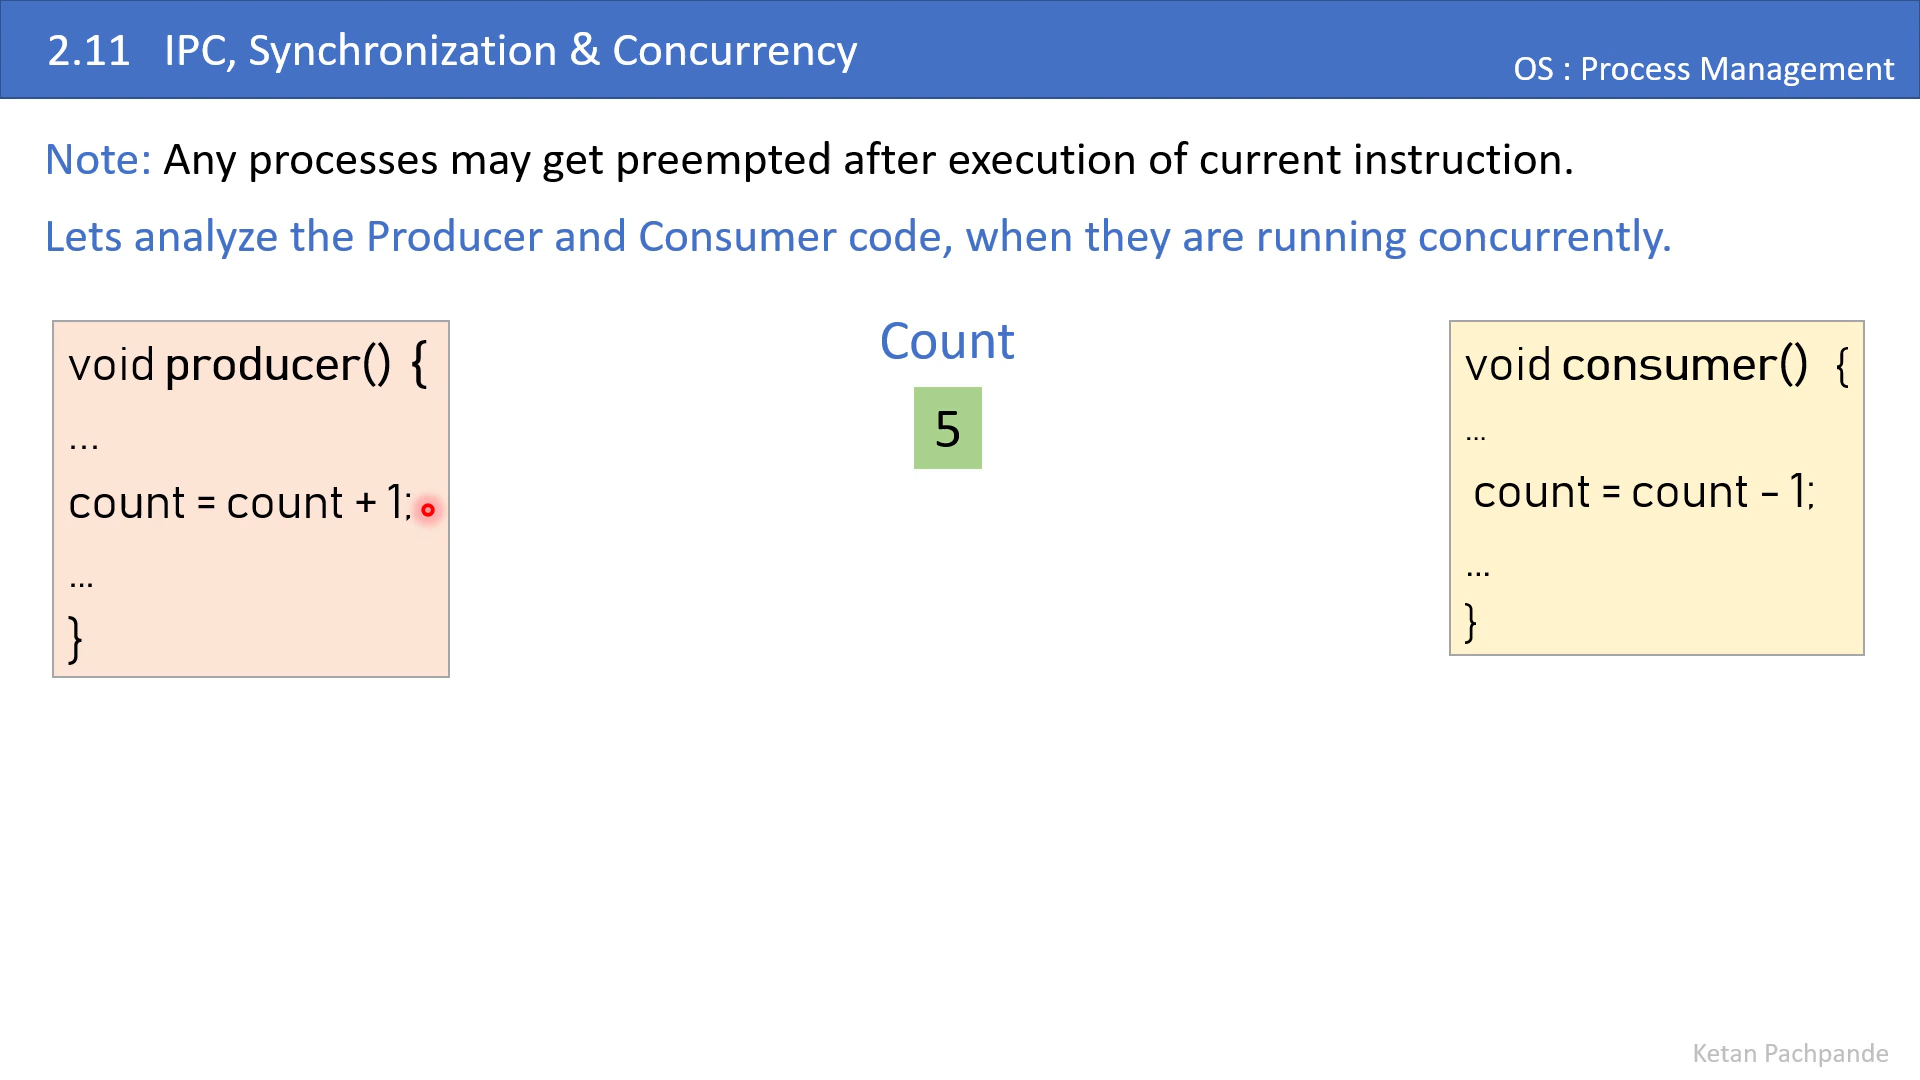 2.11 IPC, Synchronization & Concurrency
OS : Process Management
Note: Any processes may get preempted after execution of current instruction.
Lets analyze the Producer and Consumer code, when they are running concurrently.
void producer() {
...
count = count + 1;
...
}
Count
5
void consumer() {
...
count = count – 1;
...
}
Ketan Pachpande